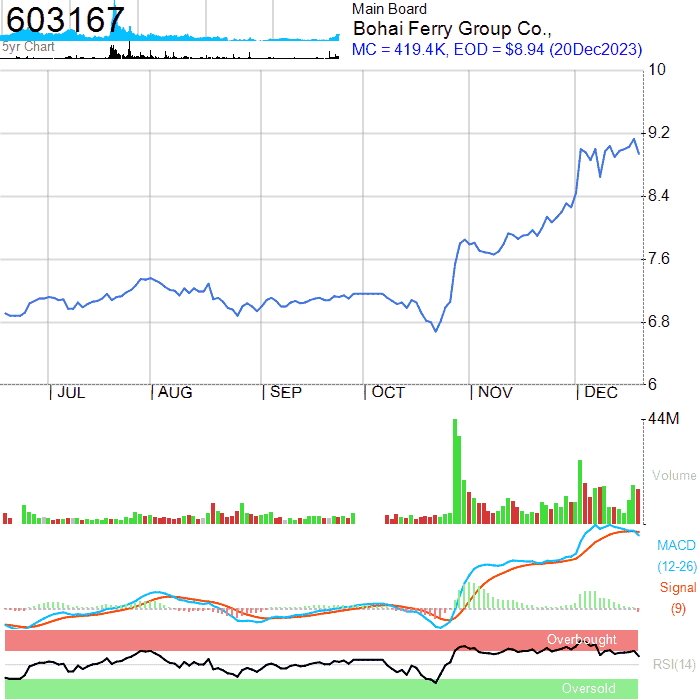 603167
5yr Chart
Main Board
Bohai Ferry Group Co.,
MC = 419.4K, EOD = $8.94 (20Dec2023)
10
9.2
8.4
7.6
6.8
6
JUL AUG SEP OCT NOV DEC
44M
Volume
MACD
(12-26)
Signal
(9)
Overbought
RSI(14)
Oversold